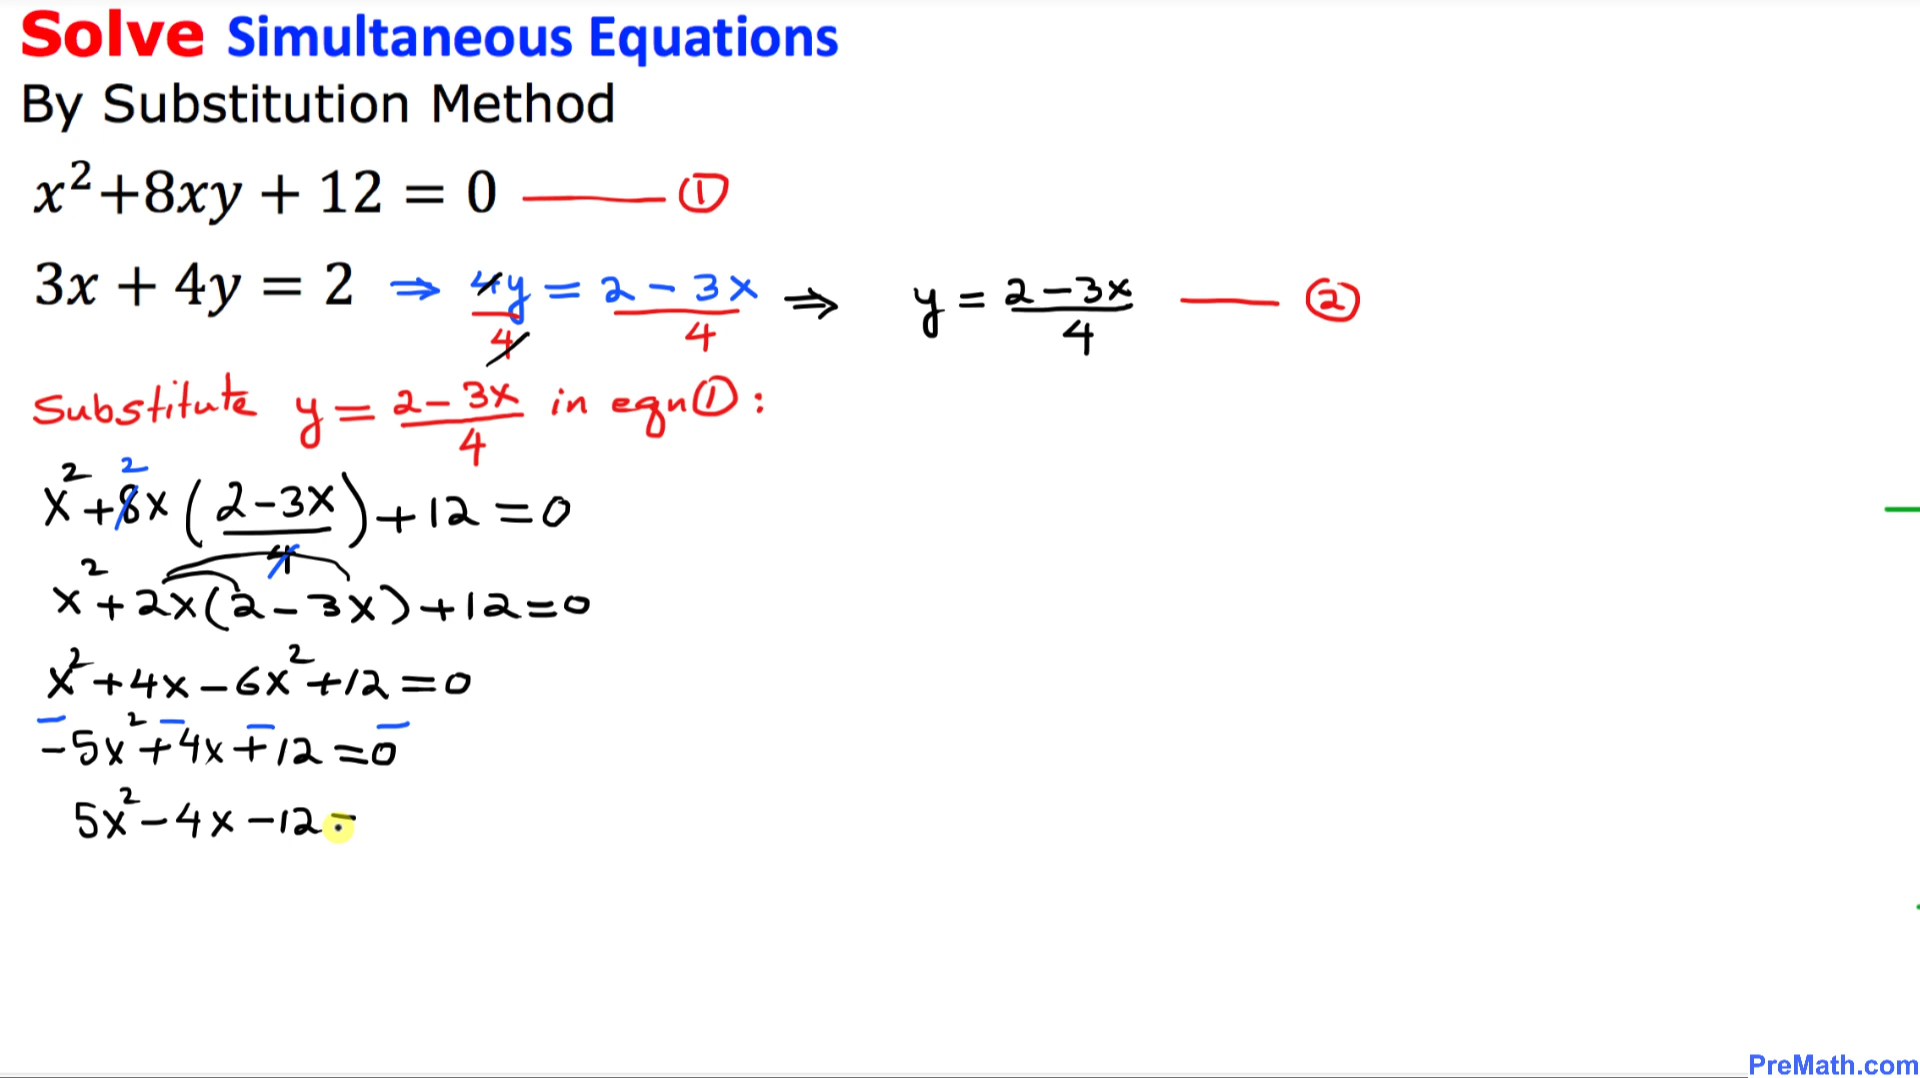 Solve Simultaneous Equations
By Substitution Method
x²+8xy + 12 = 0 —— ①
3x + 4y = 2 ⇒ 4y/4 = 2 - 3x/4 ⇒ y = 2-3x/4 —— ②
Substitute y = 2-3x/4 in eqn①:
x²+8x(2-3x/4)+12=0 2
x²+2x(2-3x)+12=0
x²+4x-6x²+12=0
- - - -
-5x²+4x+12=0
5x²-4x-12=
PreMath.com